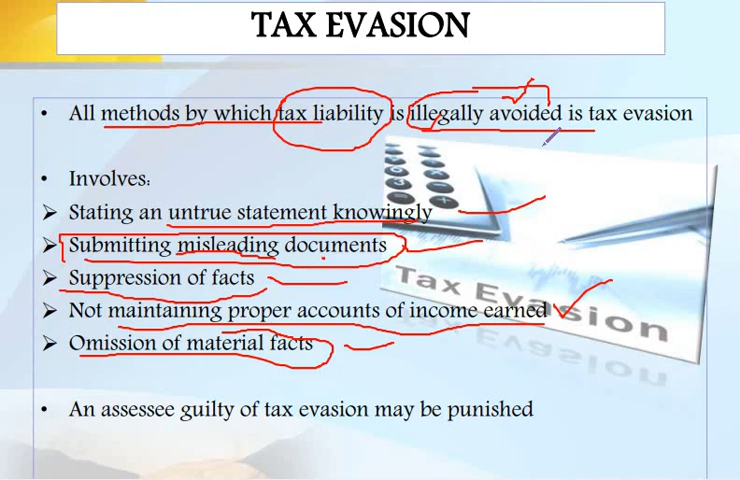 TAX EVASION
• All methods by which tax liability is illegally avoided is tax evasion
• Involves:
➢ Stating an untrue statement knowingly
➢ Submitting misleading documents
➢ Suppression of facts
➢ Not maintaining proper accounts of income earned
➢ Omission of material facts
Tax Evasion
• An assessee guilty of tax evasion may be punished